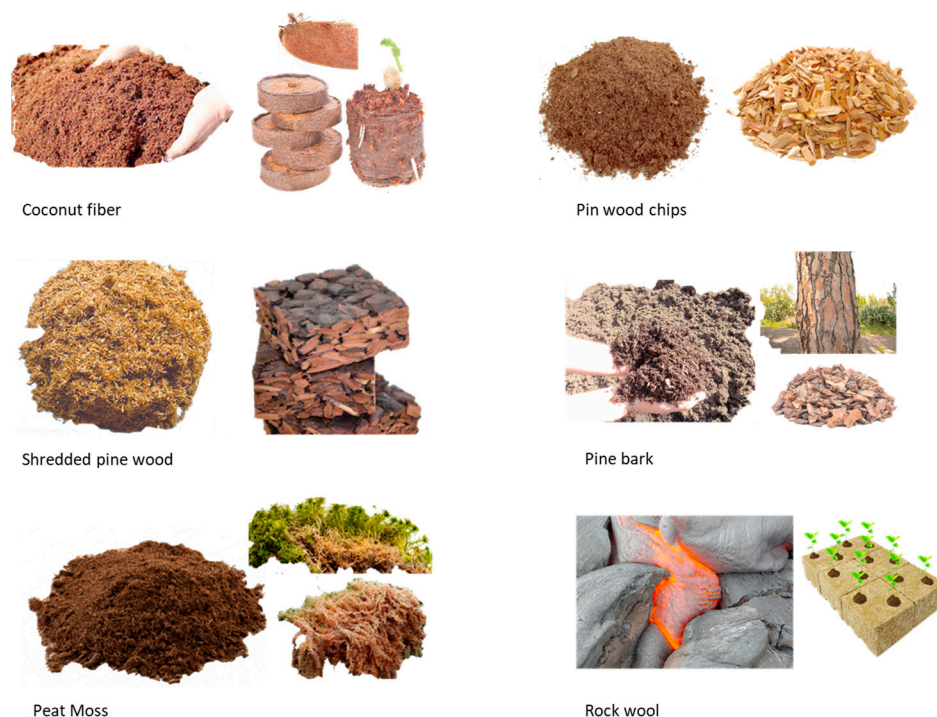 Coconut fiber
Pin wood chips
Shredded pine wood
Pine bark
Peat Moss
Rock wool